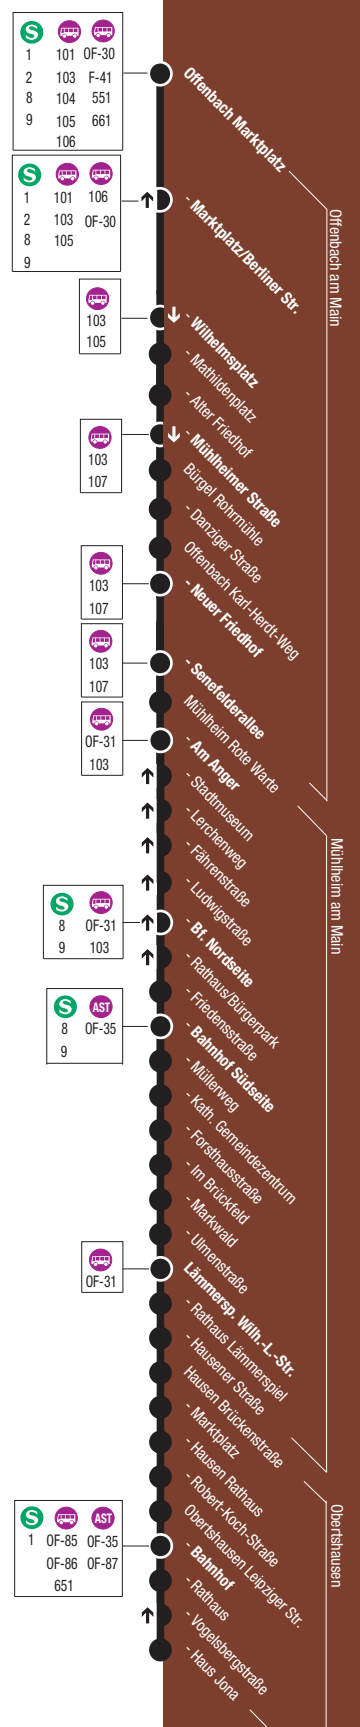 S
1 101 OF-30
2 103 F-41
8 104 551
9 105 661
106
Offenbach Marktplatz
S
1 101 106
2 103 OF-30
8 105
9
- Marktplatz/Berliner Str.
Offenbach am Main
103
105
- Wilhelmsplatz
- Mathildenplatz
- Alter Friedhof
103
107
- Mühlheimer Straße
Bürgel Rohrmühle
- Danziger Straße
Offenbach Karl-Herdt-Weg
103
107
- Neuer Friedhof
103
107
- Senefelderallee
Mühlheim Rote Warte
OF-31
103
- Am Anger
- Stadtmuseum
- Lerchenweg
- Fährenstraße
- Ludwigstraße
Mühlheim am Main
S
8 OF-31
9 103
- Bf. Nordseite
- Rathaus/Bürgerpark
- Friedensstraße
S AST
8 OF-35
9
- Bahnhof Südseite
- Müllerweg
- Kath. Gemeindezentrum
- Forsthausstraße
- Im Brückfeld
- Markwald
- Ulmenstraße
OF-31
Lämmersp. Wilh.-L.-Str.
- Rathaus Lämmerspiel
- Hausener Straße
Hausen Brückenstraße
- Marktplatz
- Hausen Rathaus
- Robert-Koch-Straße
Obertshausen Leipziger Str.
Obertshausen
S AST
1 OF-85 OF-35
OF-86 OF-87
651
- Bahnhof
- Rathaus
- Vogelsbergstraße
- Haus Jona